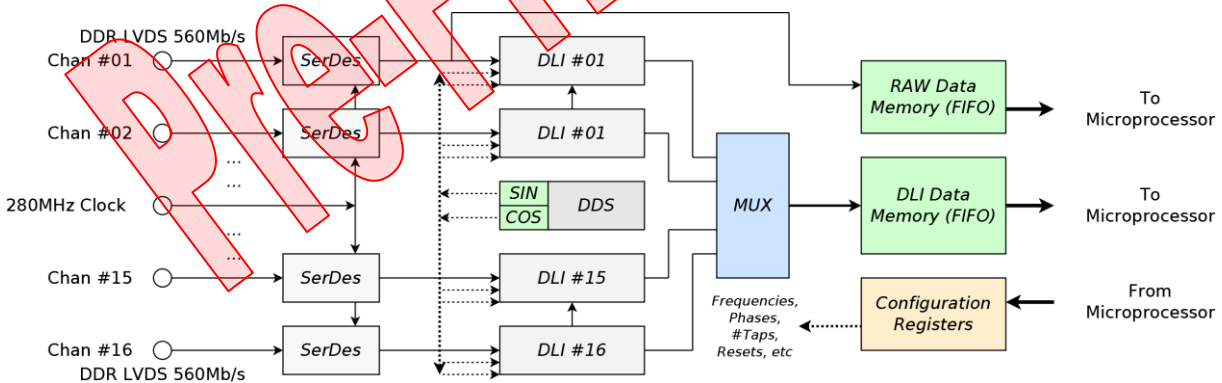 DDR LVDS 560Mb/s
Chan #01
SerDes
DLI #01
RAW Data
Memory (FIFO)
To
Microprocessor
Chan #02
SerDes
DLI #01
...
...
SIN
COS
DDS
MUX
DLI Data
Memory (FIFO)
To
Microprocessor
280MHz Clock
...
...
Chan #15
SerDes
DLI #15
Frequencies,
Phases,
#Taps,
Resets, etc
Configuration
Registers
From
Microprocessor
Chan #16
SerDes
DLI #16
DDR LVDS 560Mb/s